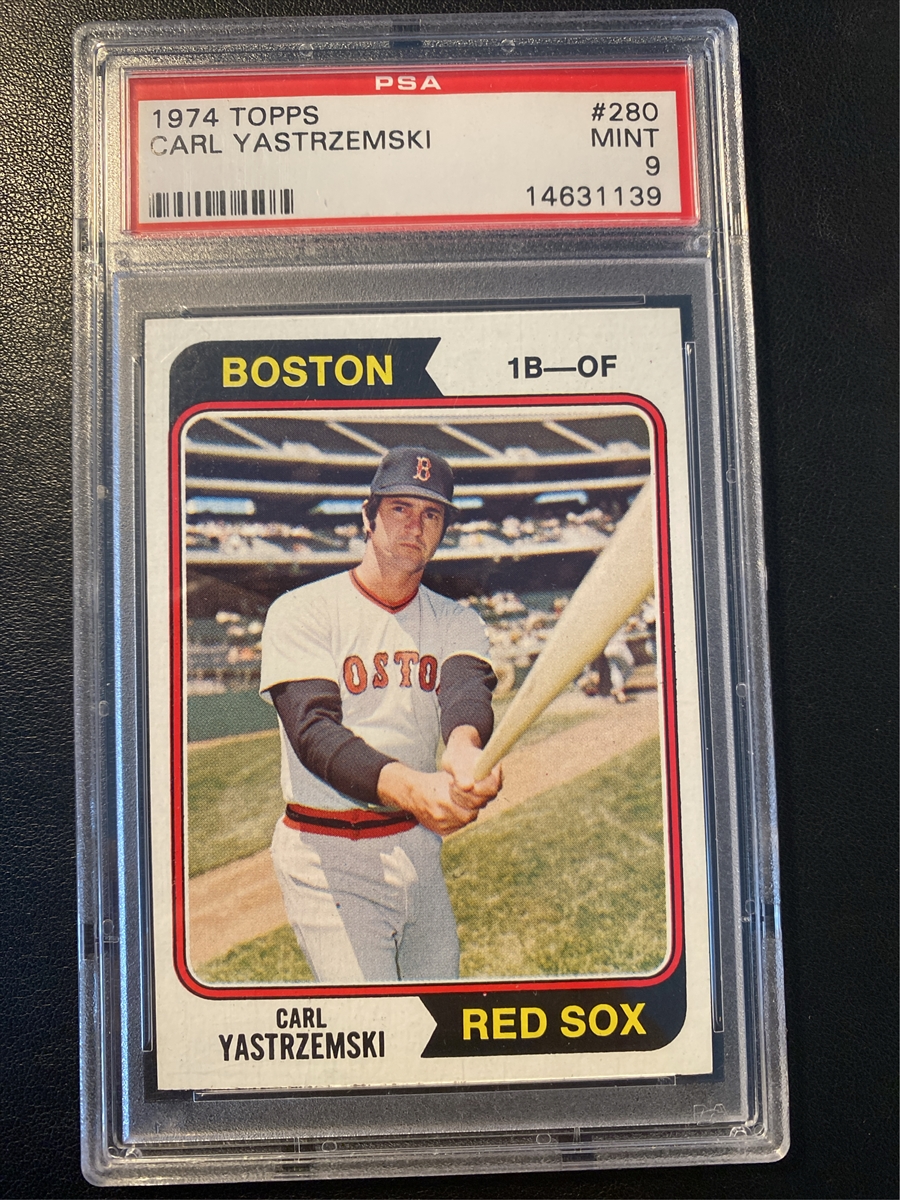 PSA
1974 TOPPS #280
CARL YASTRZEMSKI MINT
9
14631139
BOSTON 1B—OF
B
OSTO
CARL
YASTRZEMSKI
RED SOX